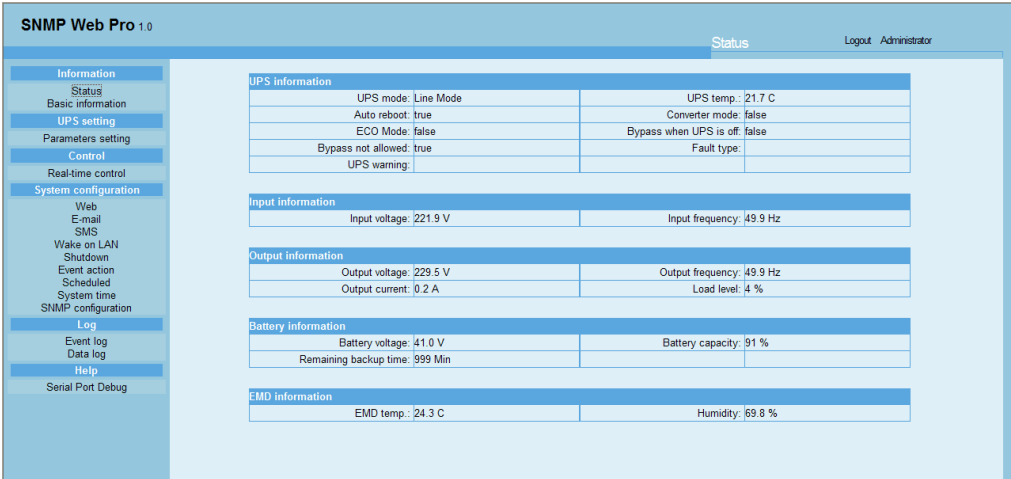 SNMP Web Pro 1.0
Status
Logout Administrator
Information
Status
Basic information
UPS setting
Parameters setting
Control
Real-time control
System configuration
Web
E-mail
SMS
Wake on LAN
Shutdown
Event action
Scheduled
System time
SNMP configuration
Log
Event log
Data log
Help
Serial Port Debug
UPS information
UPS mode: Line Mode UPS temp.: 21.7 C
Auto reboot: true Converter mode: false
ECO Mode: false Bypass when UPS is off: false
Bypass not allowed: true Fault type:
UPS warning:
Input information
Input voltage: 221.9 V Input frequency: 49.9 Hz
Output information
Output voltage: 229.5 V Output frequency: 49.9 Hz
Output current: 0.2 A Load level: 4 %
Battery information
Battery voltage: 41.0 V Battery capacity: 91 %
Remaining backup time: 999 Min
EMD information
EMD temp.: 24.3 C Humidity: 69.8 %